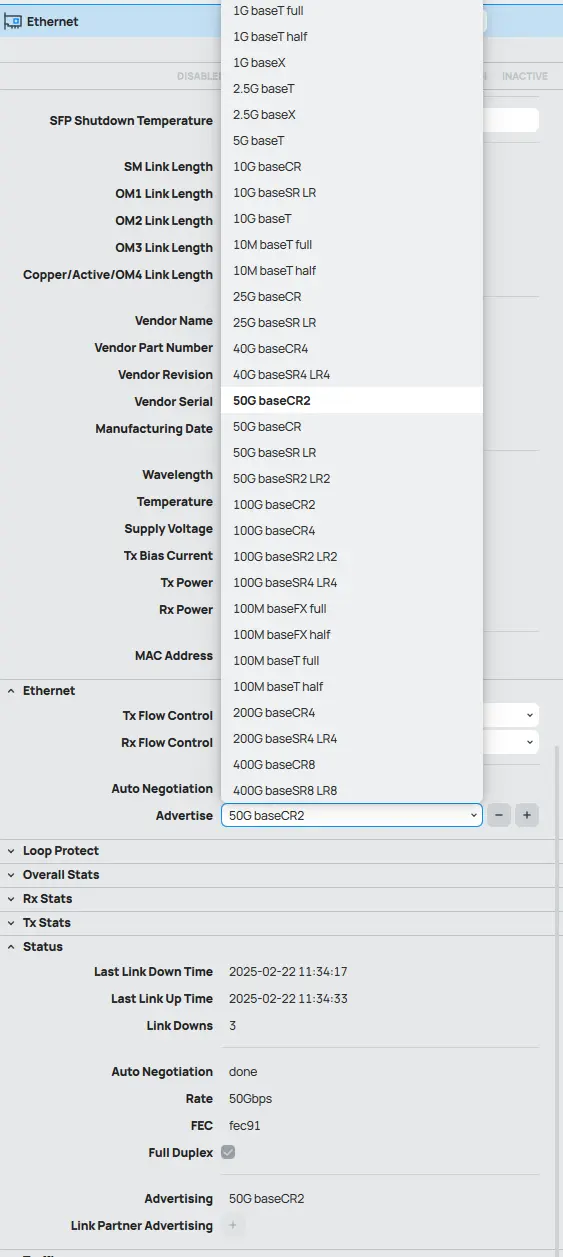 1G baseT full
Ethernet
1G baseT half
1G baseX
INACTIVE
2.5G baseT
2.5G baseX
SFP Shutdown Temperature
5G baseT
SM Link Length
10G baseCR
OM1 Link Length
10G baseSR LR
OM2 Link Length
10G baseT
OM3 Link Length
10M baseT full
Copper/Active/OM4 Link Length
10M baseT half
25G baseCR
Vendor Name
25G baseSR LR
Vendor Part Number
40G baseCR4
Vendor Revision
40G baseSR4 LR4
Vendor Serial
50G baseCR2
Manufacturing Date
50G baseCR
50G baseSR LR
Wavelength
50G baseSR2 LR2
Temperature
100G baseCR2
Supply Voltage
100G baseCR4
Tx Bias Current
100G baseSR2 LR2
Tx Power
100G baseSR4 LR4
Rx Power
100M baseFX full
100M baseFX half
MAC Address
100M baseT full
100M baseT half
Ethernet
Tx Flow Control
200G baseCR4
Rx Flow Control
200G baseSR4 LR4
400G baseCR8
Auto Negotiation
400G baseSR8 LR8
Advertise 50G baseCR2 - +
Loop Protect
Overall Stats
Rx Stats
Tx Stats
Status
Last Link Down Time 2025-02-22 11:34:17
Last Link Up Time 2025-02-22 11:34:33
Link Downs 3
Auto Negotiation done
Rate 50Gbps
FEC fec91
Full Duplex
Advertising 50G baseCR2
Link Partner Advertising +